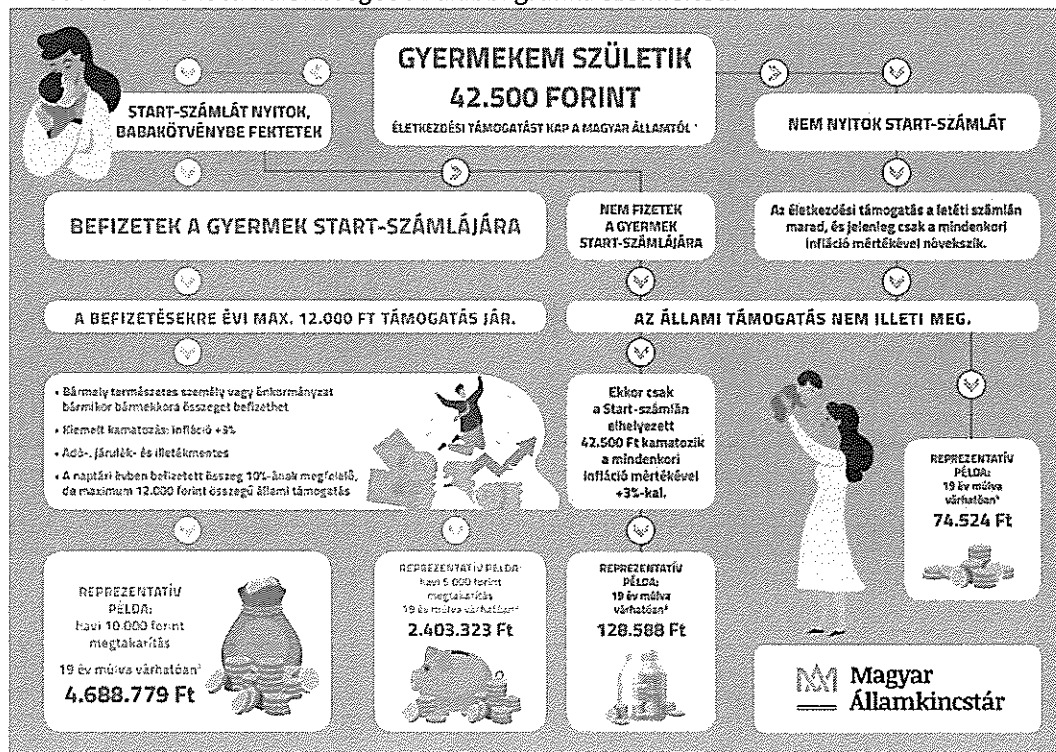 GYERMEKEM SZÜLETIK
42.500 FORINT
ÉLETKEZDÉSI TÁMOGATÁST KAP A MAGYAR ÁLLAMTÓL ¹
START-SZÁMLÁT NYITOK,
BABAKÖTVÉNYBE FEKTETEK
NEM NYITOK START-SZÁMLÁT
BEFIZETEK A GYERMEK START-SZÁMLÁJÁRA
NEM FIZETEK
A GYERMEK
START-SZÁMLÁJÁRA
Az életkezdési támogatás a letéti számlán
marad, és jelenleg csak a mindenkori
infláció mértékével növekszik.
A BEFIZETÉSEKRE ÉVI MAX. 12.000 FT TÁMOGATÁS JÁR.
AZ ÁLLAMI TÁMOGATÁS NEM ILLETI MEG.
• Bármely természetes személy vagy önkormányzat
bármikor bármekkora összeget befizethet
• Kiemelt kamatozás: infláció +3%
• Adó-, járulék- és illetékmentes
• A naptári évben befizetett összeg 10%-ának megfelelő,
de maximum 12.000 forint összegű állami támogatás
Ekkor csak
a Start-számlán
elhelyezett
42.500 Ft kamatozik
a mindenkori
infláció mértékével
+3%-kal.
REPREZENTATÍV
PÉLDA:
19 év múlva
várhatóan
74.524 Ft
REPREZENTATÍV
PÉLDA:
havi 10.000 forint
megtakarítás
19 év múlva várhatóan
4.688.779 Ft
REPREZENTATÍV PÉLDA:
havi 5.000 forint
megtakarítás
19 év múlva várhatóan
2.403.323 Ft
REPREZENTATÍV
PÉLDA:
19 év múlva
várhatóan
128.588 Ft
Magyar
Államkincstár